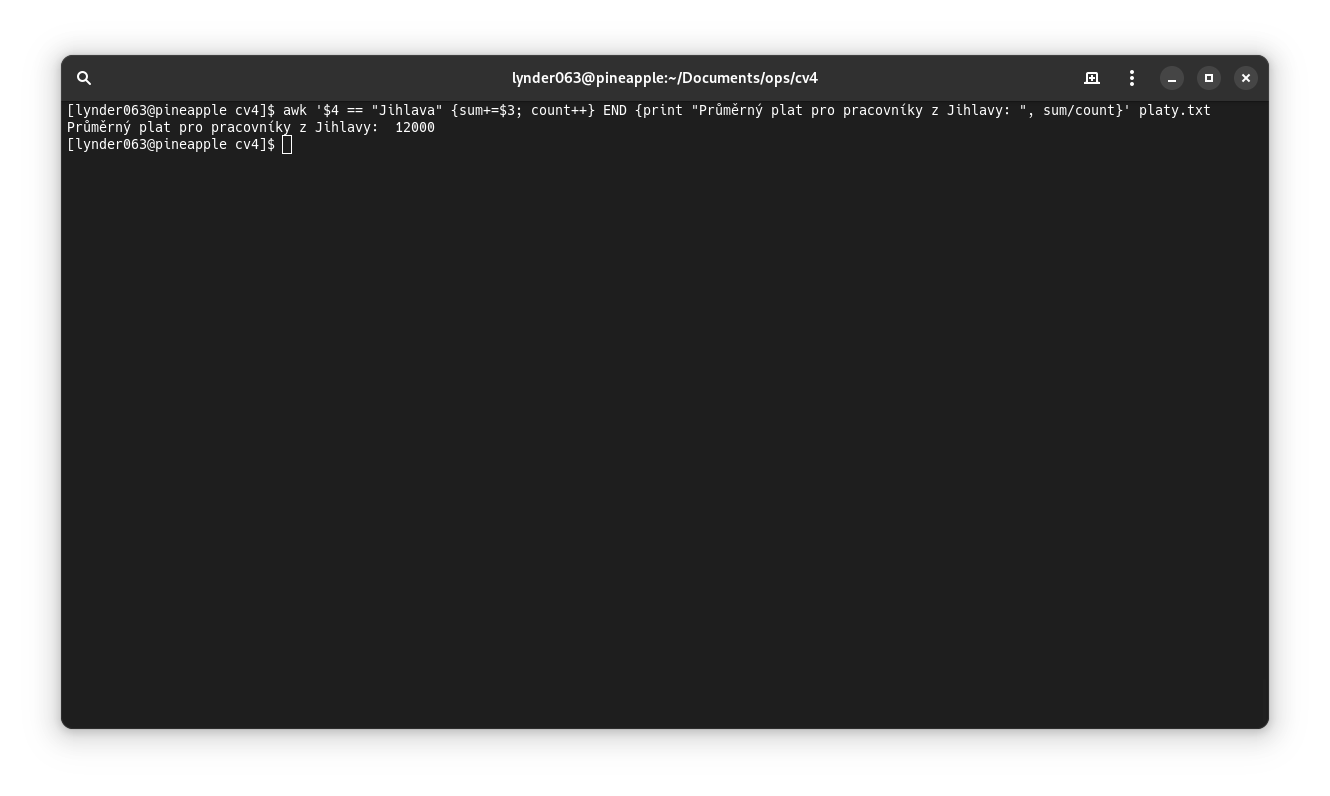 lynder063@pineapple:~/Documents/ops/cv4
[lynder063@pineapple cv4]$ awk '$4 == "Jihlava" {sum+=$3; count++} END {print "Průměrný plat pro pracovníky z Jihlavy: ", sum/count}' platy.txt
Průměrný plat pro pracovníky z Jihlavy:  12000
[lynder063@pineapple cv4]$